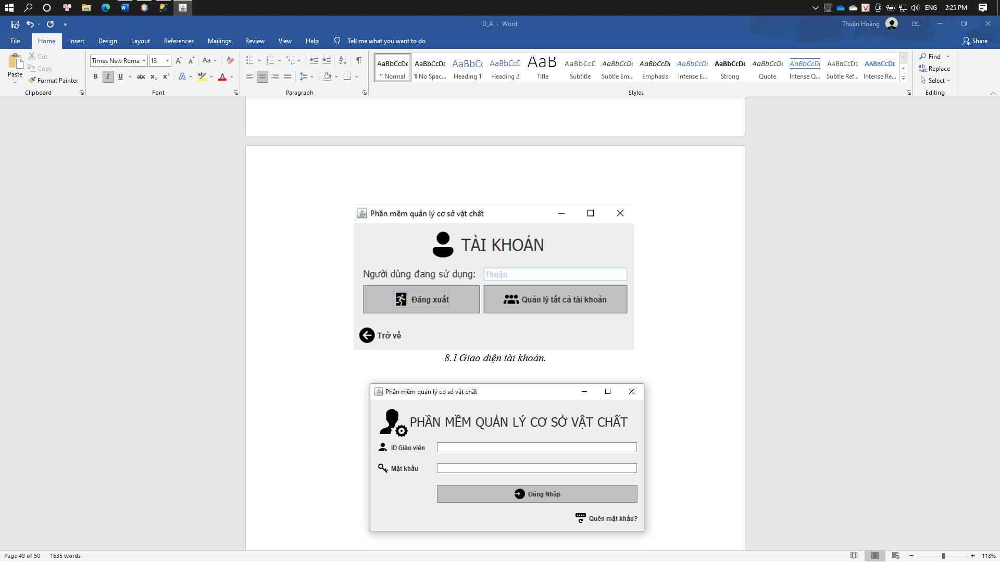 ENG 2:25 PM
D_A - Word
Thuận Hoàng
File Home Insert Design Layout References Mailings Review View Help Tell me what you want to do
Share
Paste
Cut
Copy
Format Painter
Clipboard
Times New Roma 13
Font
Paragraph
AaBbCcDc AaBbCcDc AaBbCc AaBbCcD AaB AaBbCcD AaBbCcDc AaBbCcDc AaBbCcDc AaBbCcDc AaBbCcDc AaBbCcDc AABBCCDD AABBCCDD
¶ Normal ¶ No Spac... Heading 1 Heading 2 Title Subtitle Subtle Em... Emphasis Intense E... Strong Quote Intense Q... Subtle Ref... Intense Re...
Styles
Find
Replace
Select
Editing
Phần mềm quản lý cơ sở vật chất
TÀI KHOÁN
Người dùng đang sử dụng: Thuận
Đăng xuất
Quản lý tất cả tài khoản
Trở về
8.1 Giao diện tài khoản.
Phần mềm quản lý cơ sở vật chất
PHẦN MỀM QUẢN LÝ CƠ SỞ VẬT CHẤT
ID Giáo viên
Mật khẩu
Đăng Nhập
Quên mật khẩu?
Page 49 of 50 1635 words
118%